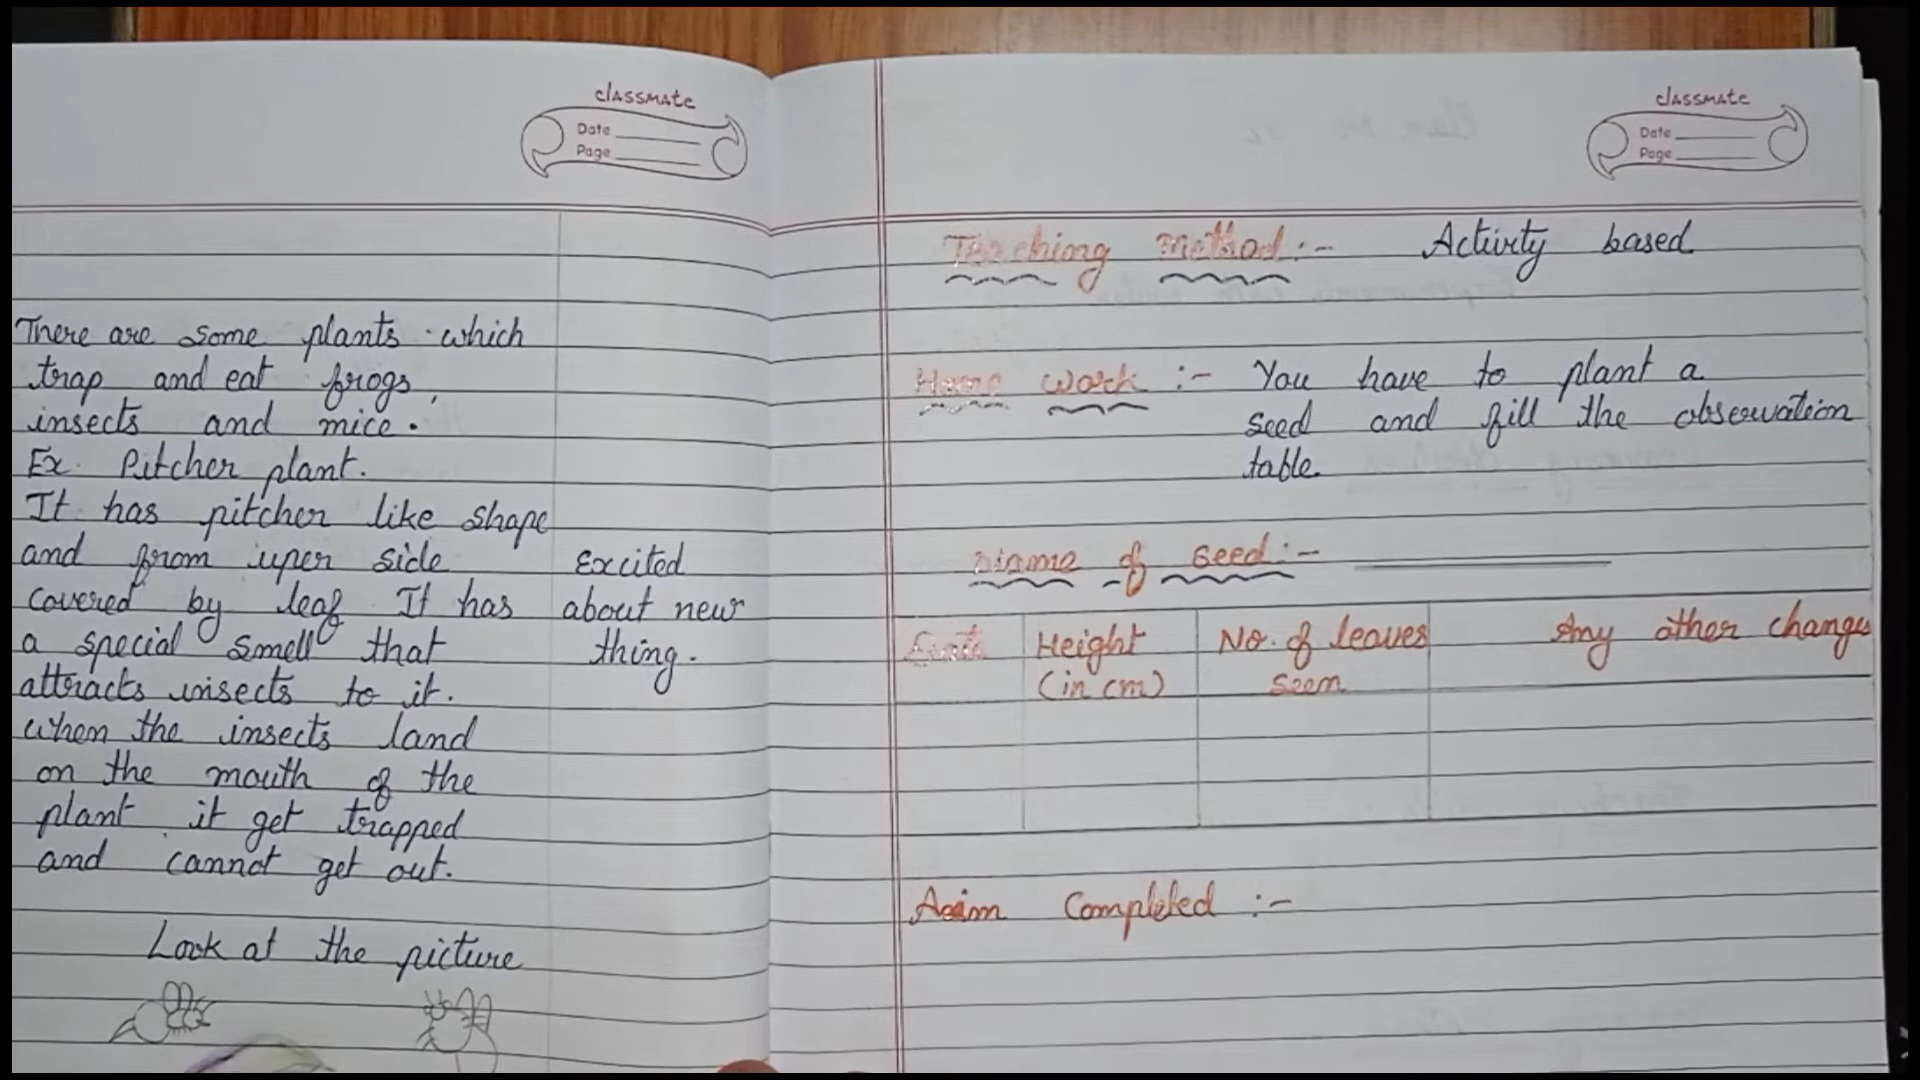 classmate
Date
Page
There are some plants which
trap and eat frogs,
insects and mice.
Ex. Pitcher plant.
It has pitcher like shape
and from uper side
covered by leaf It has
a special smell that
attracts insects to it.
when the insects land
on the mouth of the
plant it get trapped
and cannot get out.
Excited
about new
thing.
Look at the picture
classmate
Date
Page
Teaching Method :- Activity based
Home Work :- You have to plant a
seed and fill the observation
table.
Name of seed :-
Date Height No. of leaves Any other changes
(in cm) seen
Aeim Completed :-